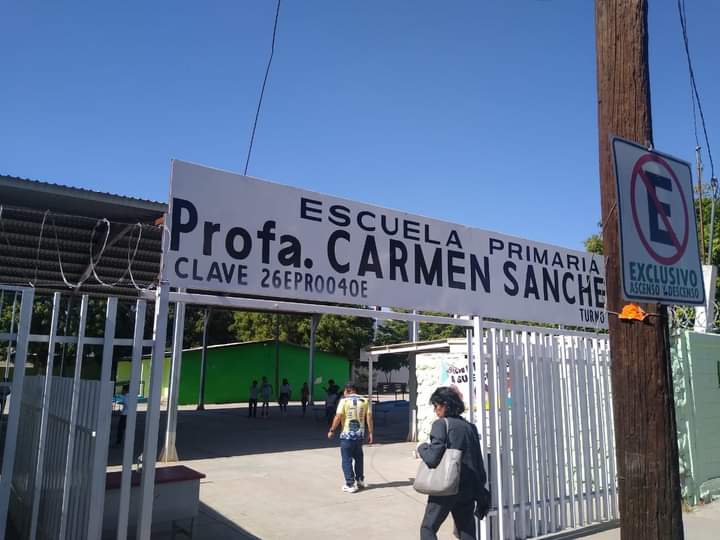 ESCUELA PRIMARIA
Profa. CARMEN SANCHE
CLAVE 26EPR0040E
TURNO
E
EXCLUSIVO
ASCENSO Y DESCENSO